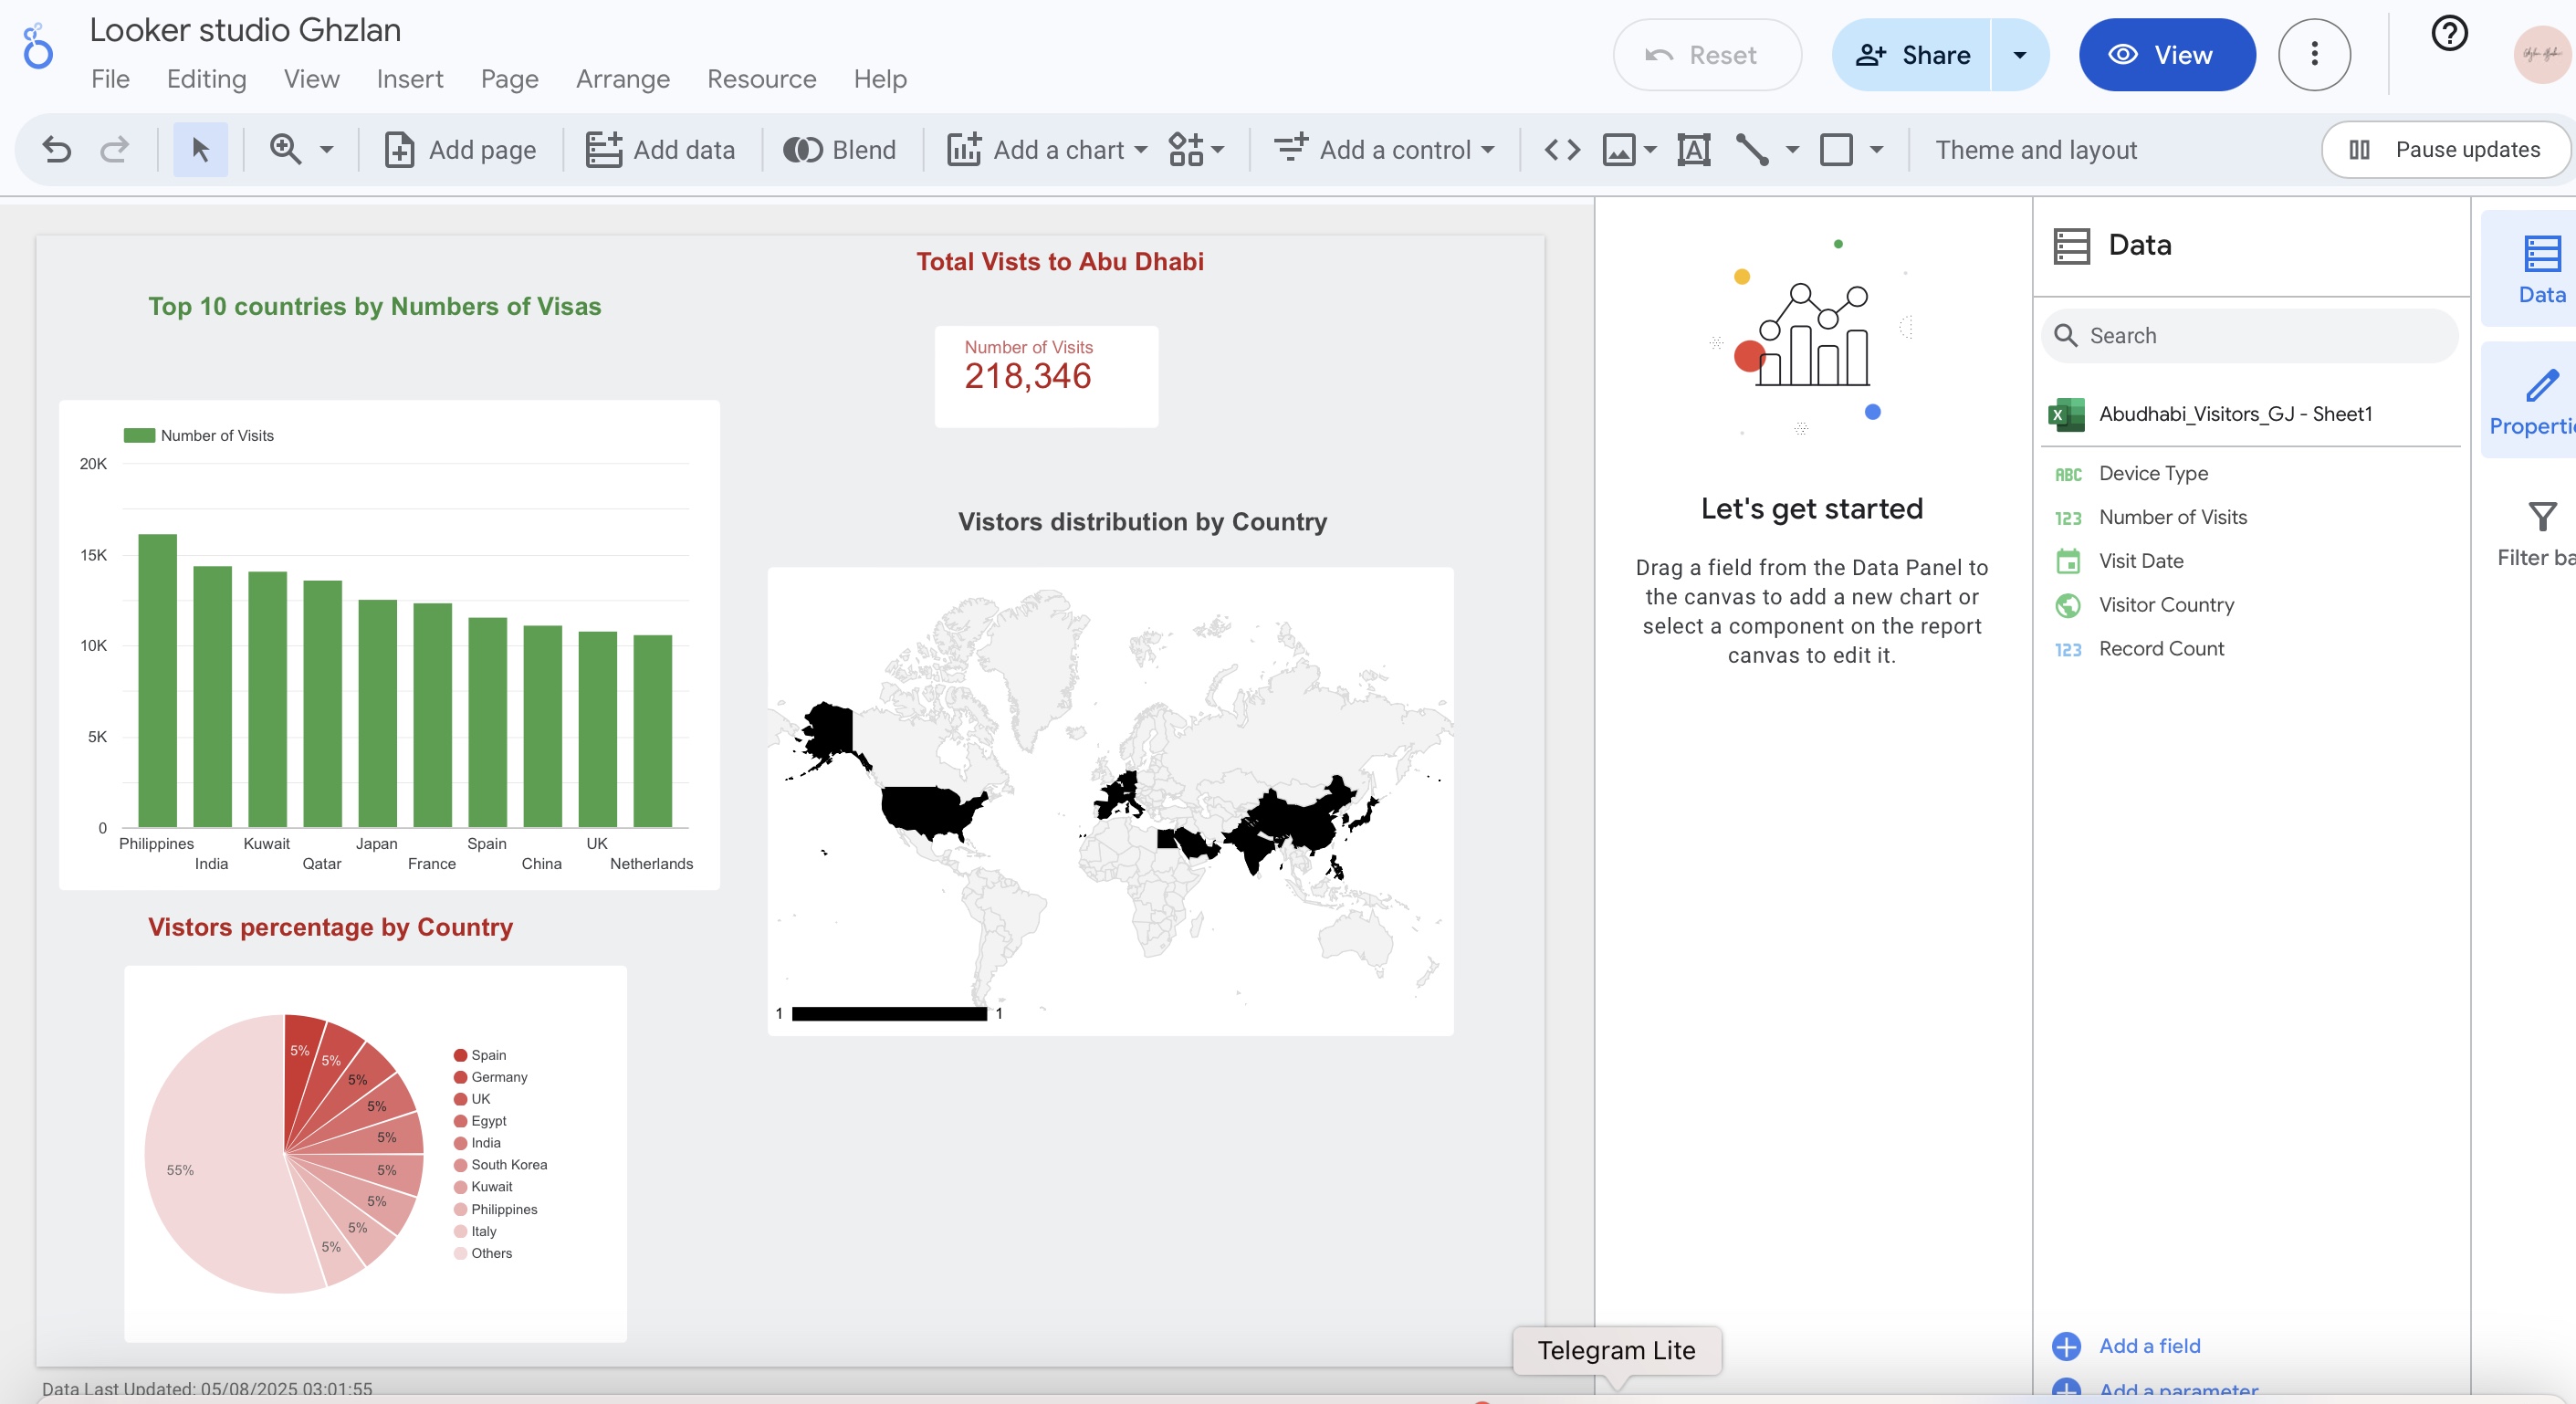 Looker studio Ghzlan
File Editing View Insert Page Arrange Resource Help
Reset
Share
View
Add page
Add data
Blend
Add a chart
Add a control
Theme and layout
Pause updates
Top 10 countries by Numbers of Visas
Number of Visits
20K
15K
10K
5K
0
Philippines
India
Kuwait
Qatar
Japan
France
Spain
China
UK
Netherlands
Total Vists to Abu Dhabi
Number of Visits
218,346
Vistors distribution by Country
1
1
Vistors percentage by Country
5%
5%
5%
5%
5%
5%
5%
5%
5%
55%
Spain
Germany
UK
Egypt
India
South Korea
Kuwait
Philippines
Italy
Others
Data Last Updated: 05/08/2025 03:01:55
Let's get started
Drag a field from the Data Panel to
the canvas to add a new chart or
select a component on the report
canvas to edit it.
Telegram Lite
Data
Search
X
Abudhabi_Visitors_GJ - Sheet1
ABC Device Type
123 Number of Visits
Visit Date
Visitor Country
123 Record Count
Add a field
Add a parameter
Data
Properti
Filter ba